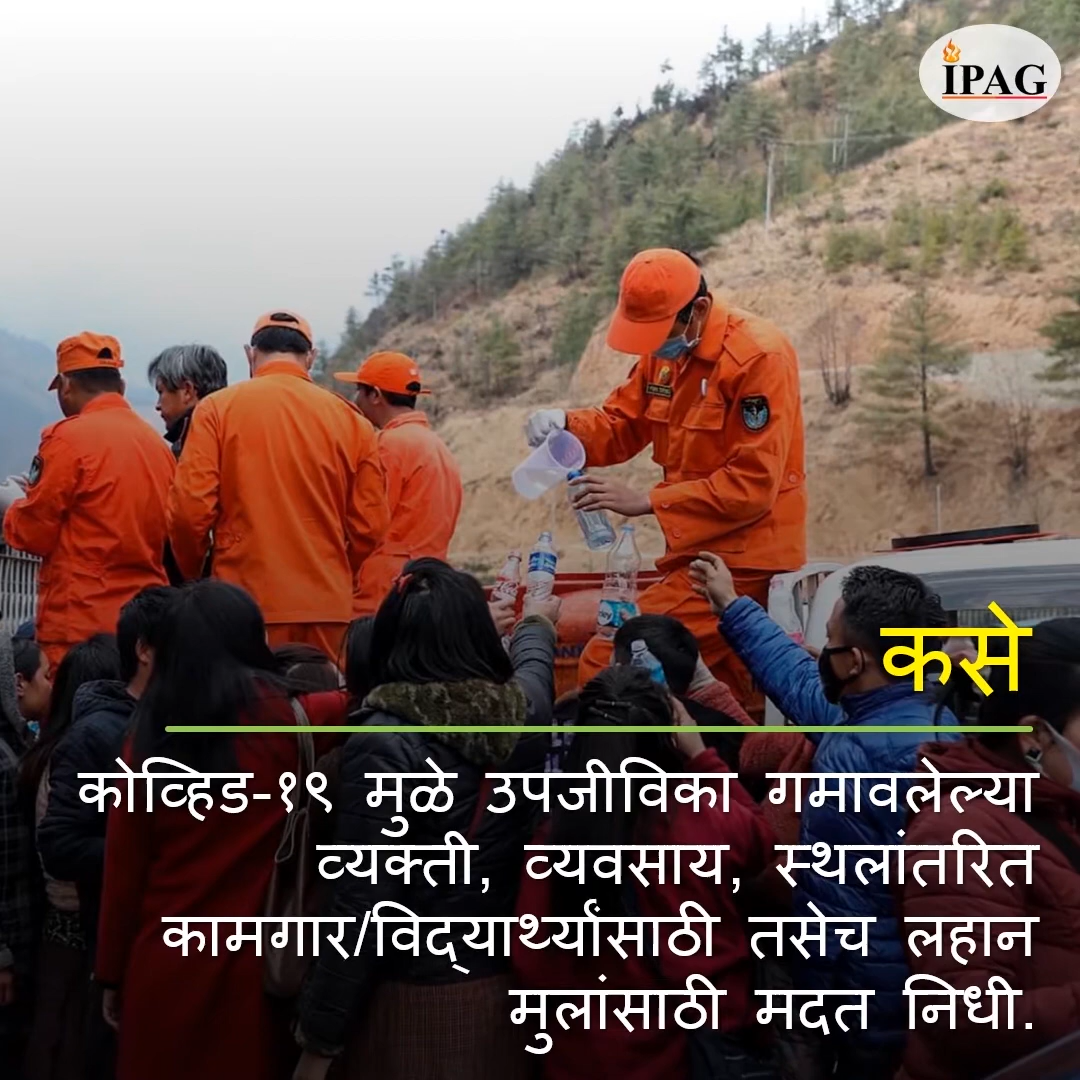 IPAG
कसे
कोव्हिड-१९ मुळे उपजीविका गमावलेल्या
व्यक्ती, व्यवसाय, स्थलांतरित
कामगार/विद्यार्थ्यांसाठी तसेच लहान
मुलांसाठी मदत निधी.